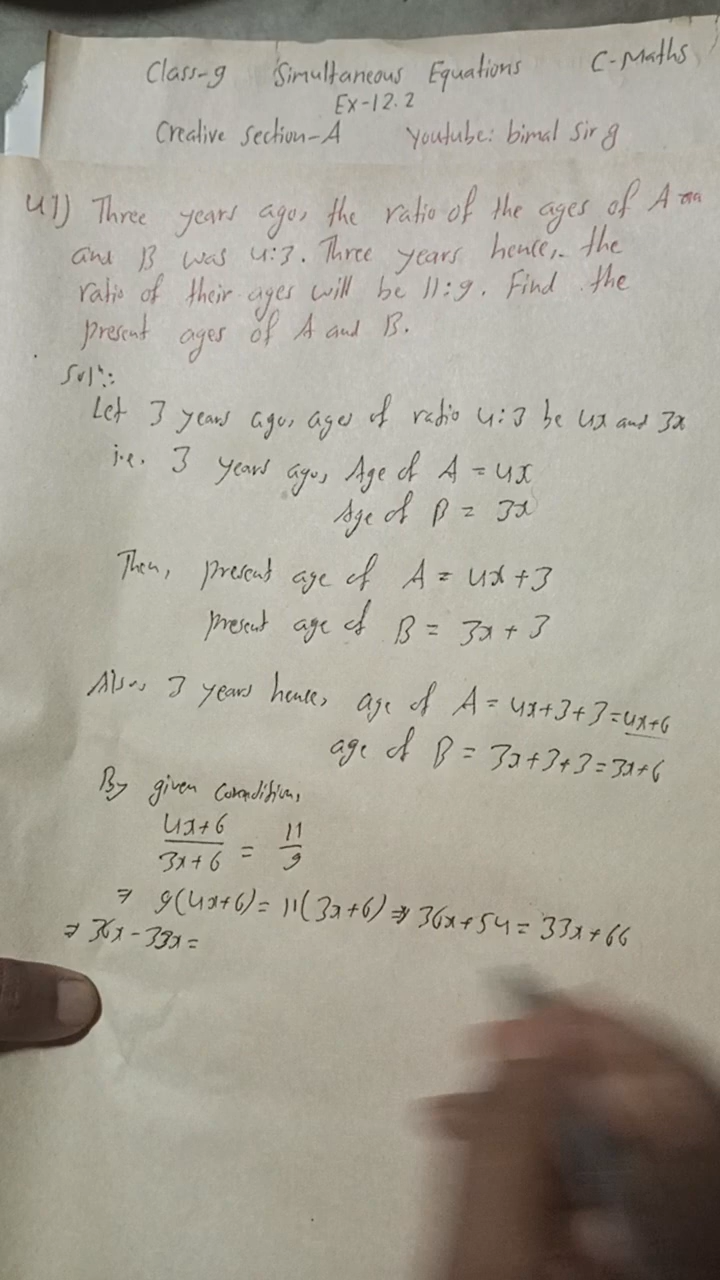 Class-9 Simultaneous Equations C-Maths
Ex-12.2
Creative Section-A Youtube: bimal Sir 9
41) Three years ago, the ratio of the ages of A
and B was 4:3. Three years hence, the
ratio of their ages will be 11:9. Find the
present ages of A and B.
Solⁿ:
Let 3 years ago, ages of ratio 4:3 be 4x and 3x
i.e. 3 years ago, Age of A = 4x
Age of B = 3x
Then, present age of A = 4x+3
present age of B = 3x+3
Also, 3 years hence, age of A = 4x+3+3=4x+6
age of B = 3x+3+3=3x+6
By given condition,
4x+6/3x+6 = 11/9
⇒ 9(4x+6) = 11(3x+6) ⇒ 36x+54 = 33x+66
⇒ 36x-33x=